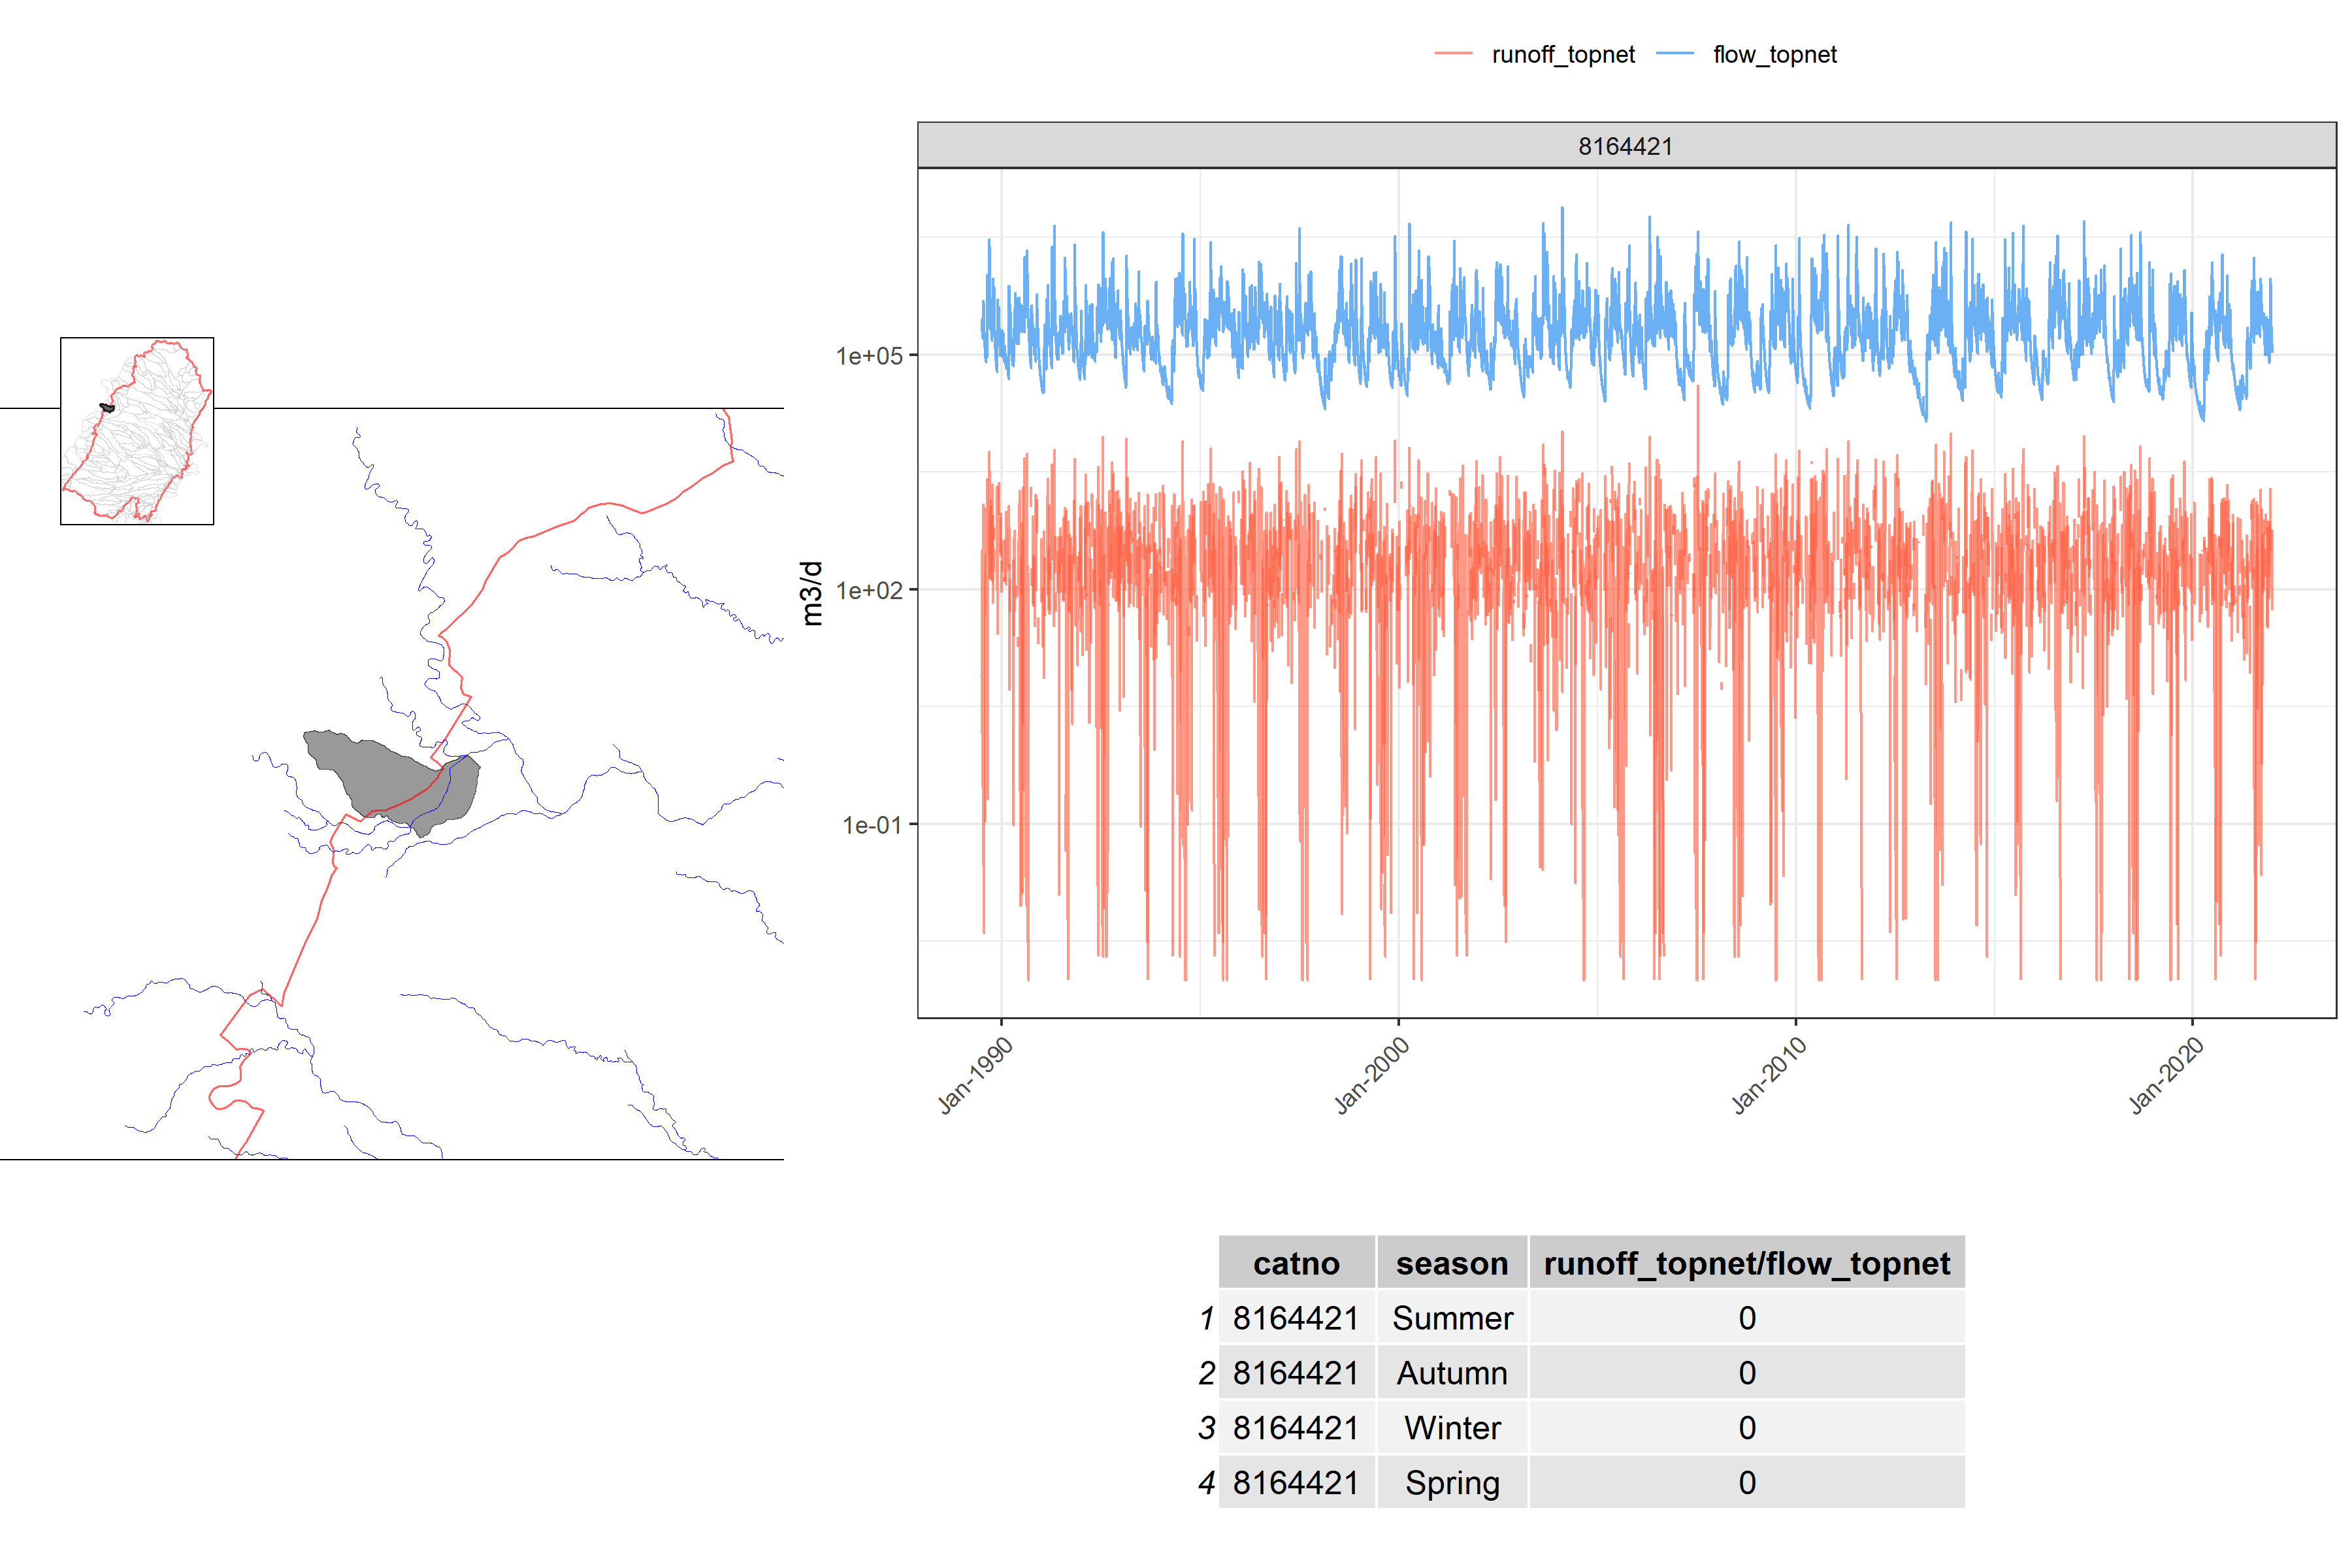 runoff_topnet flow_topnet
8164421
m3/d
1e+05
1e+02
1e-01
Jan-1990 Jan-2000 Jan-2010 Jan-2020
catno season runoff_topnet/flow_topnet
1 8164421 Summer 0
2 8164421 Autumn 0
3 8164421 Winter 0
4 8164421 Spring 0